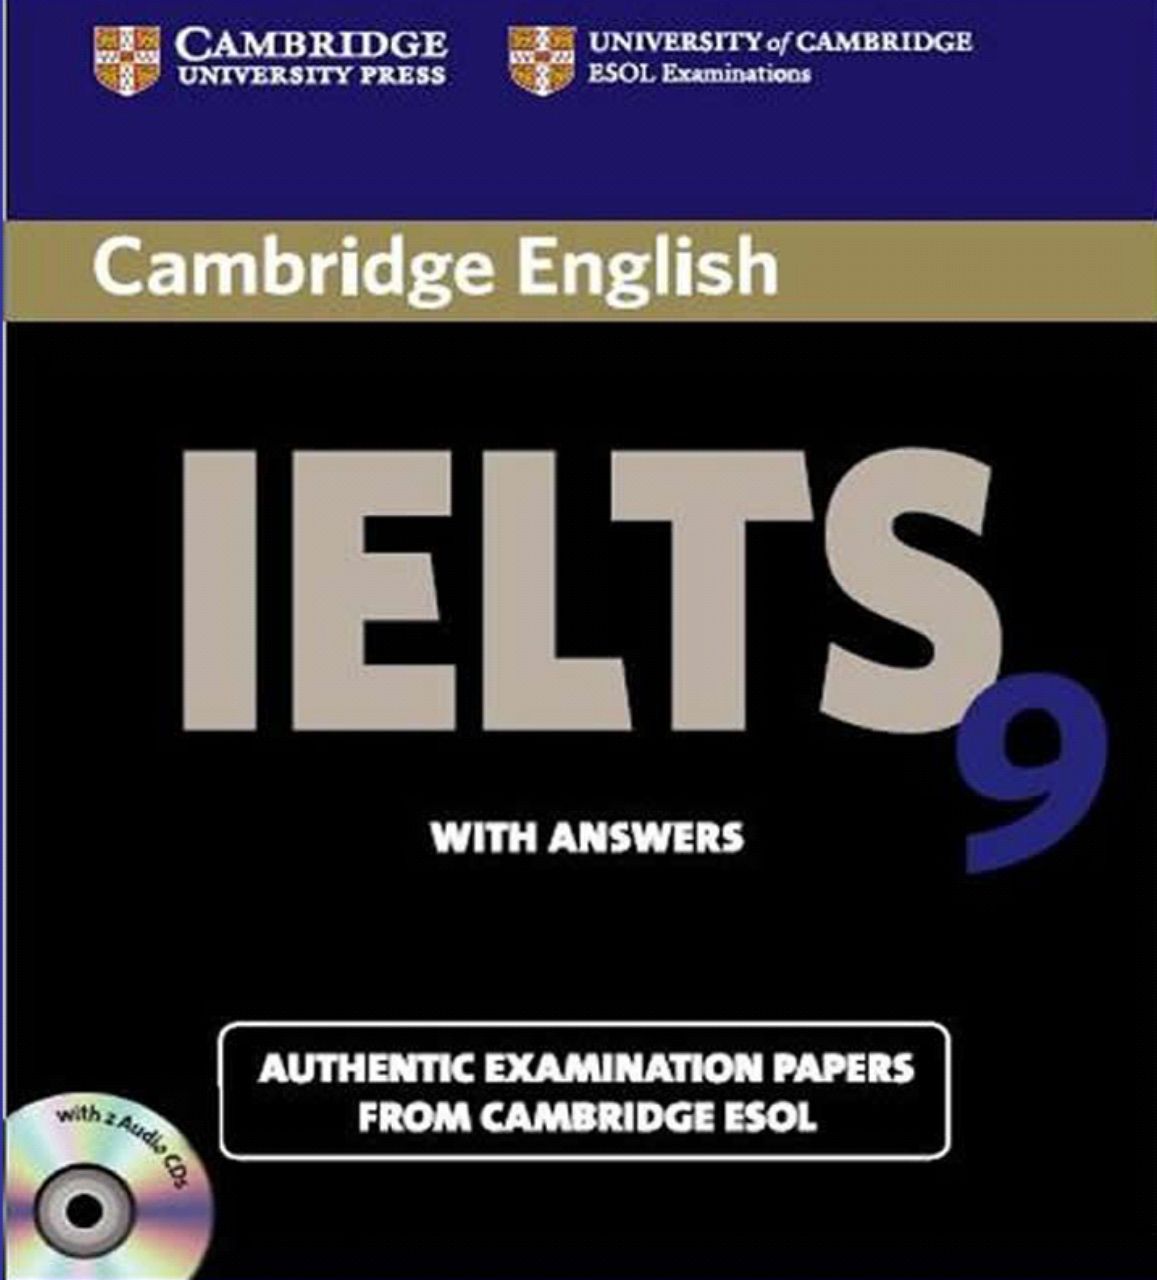 CAMBRIDGE
UNIVERSITY PRESS
UNIVERSITY of CAMBRIDGE
ESOL Examinations
Cambridge English
IELTS
9
WITH ANSWERS
AUTHENTIC EXAMINATION PAPERS
FROM CAMBRIDGE ESOL
with 2 Audio CDs